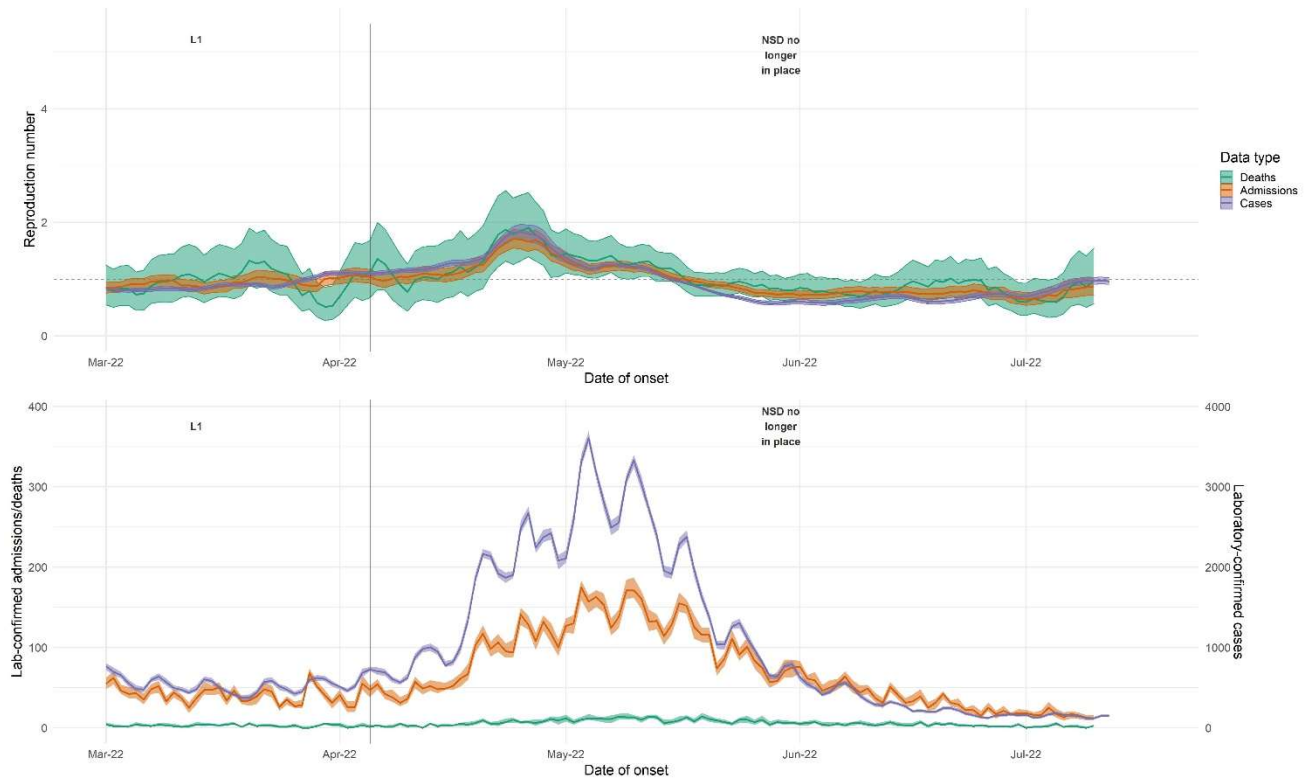 L1
NSD no
longer
in place
4
2
1
0
Reproduction number
Mar-22
Apr-22
May-22
Jun-22
Jul-22
Date of onset
Data type
Deaths
Admissions
Cases
L1
NSD no
longer
in place
400
300
200
100
0
Lab-confirmed admissions/deaths
4000
3000
2000
1000
0
Laboratory-confirmed cases
Mar-22
Apr-22
May-22
Jun-22
Jul-22
Date of onset